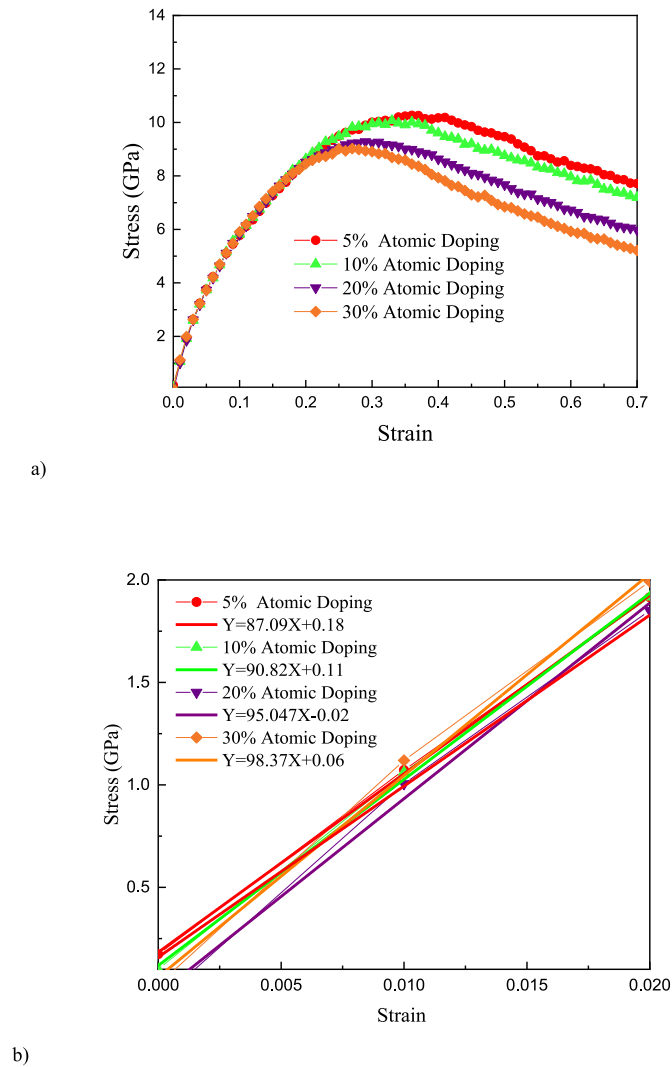 14
12
10
8
6
4
2
Stress (GPa)
5% Atomic Doping
10% Atomic Doping
20% Atomic Doping
30% Atomic Doping
0.0 0.1 0.2 0.3 0.4 0.5 0.6 0.7
Strain
a)
2.0
1.5
1.0
0.5
Stress (GPa)
5% Atomic Doping
Y=87.09X+0.18
10% Atomic Doping
Y=90.82X+0.11
20% Atomic Doping
Y=95.047X-0.02
30% Atomic Doping
Y=98.37X+0.06
0.000 0.005 0.010 0.015 0.020
Strain
b)